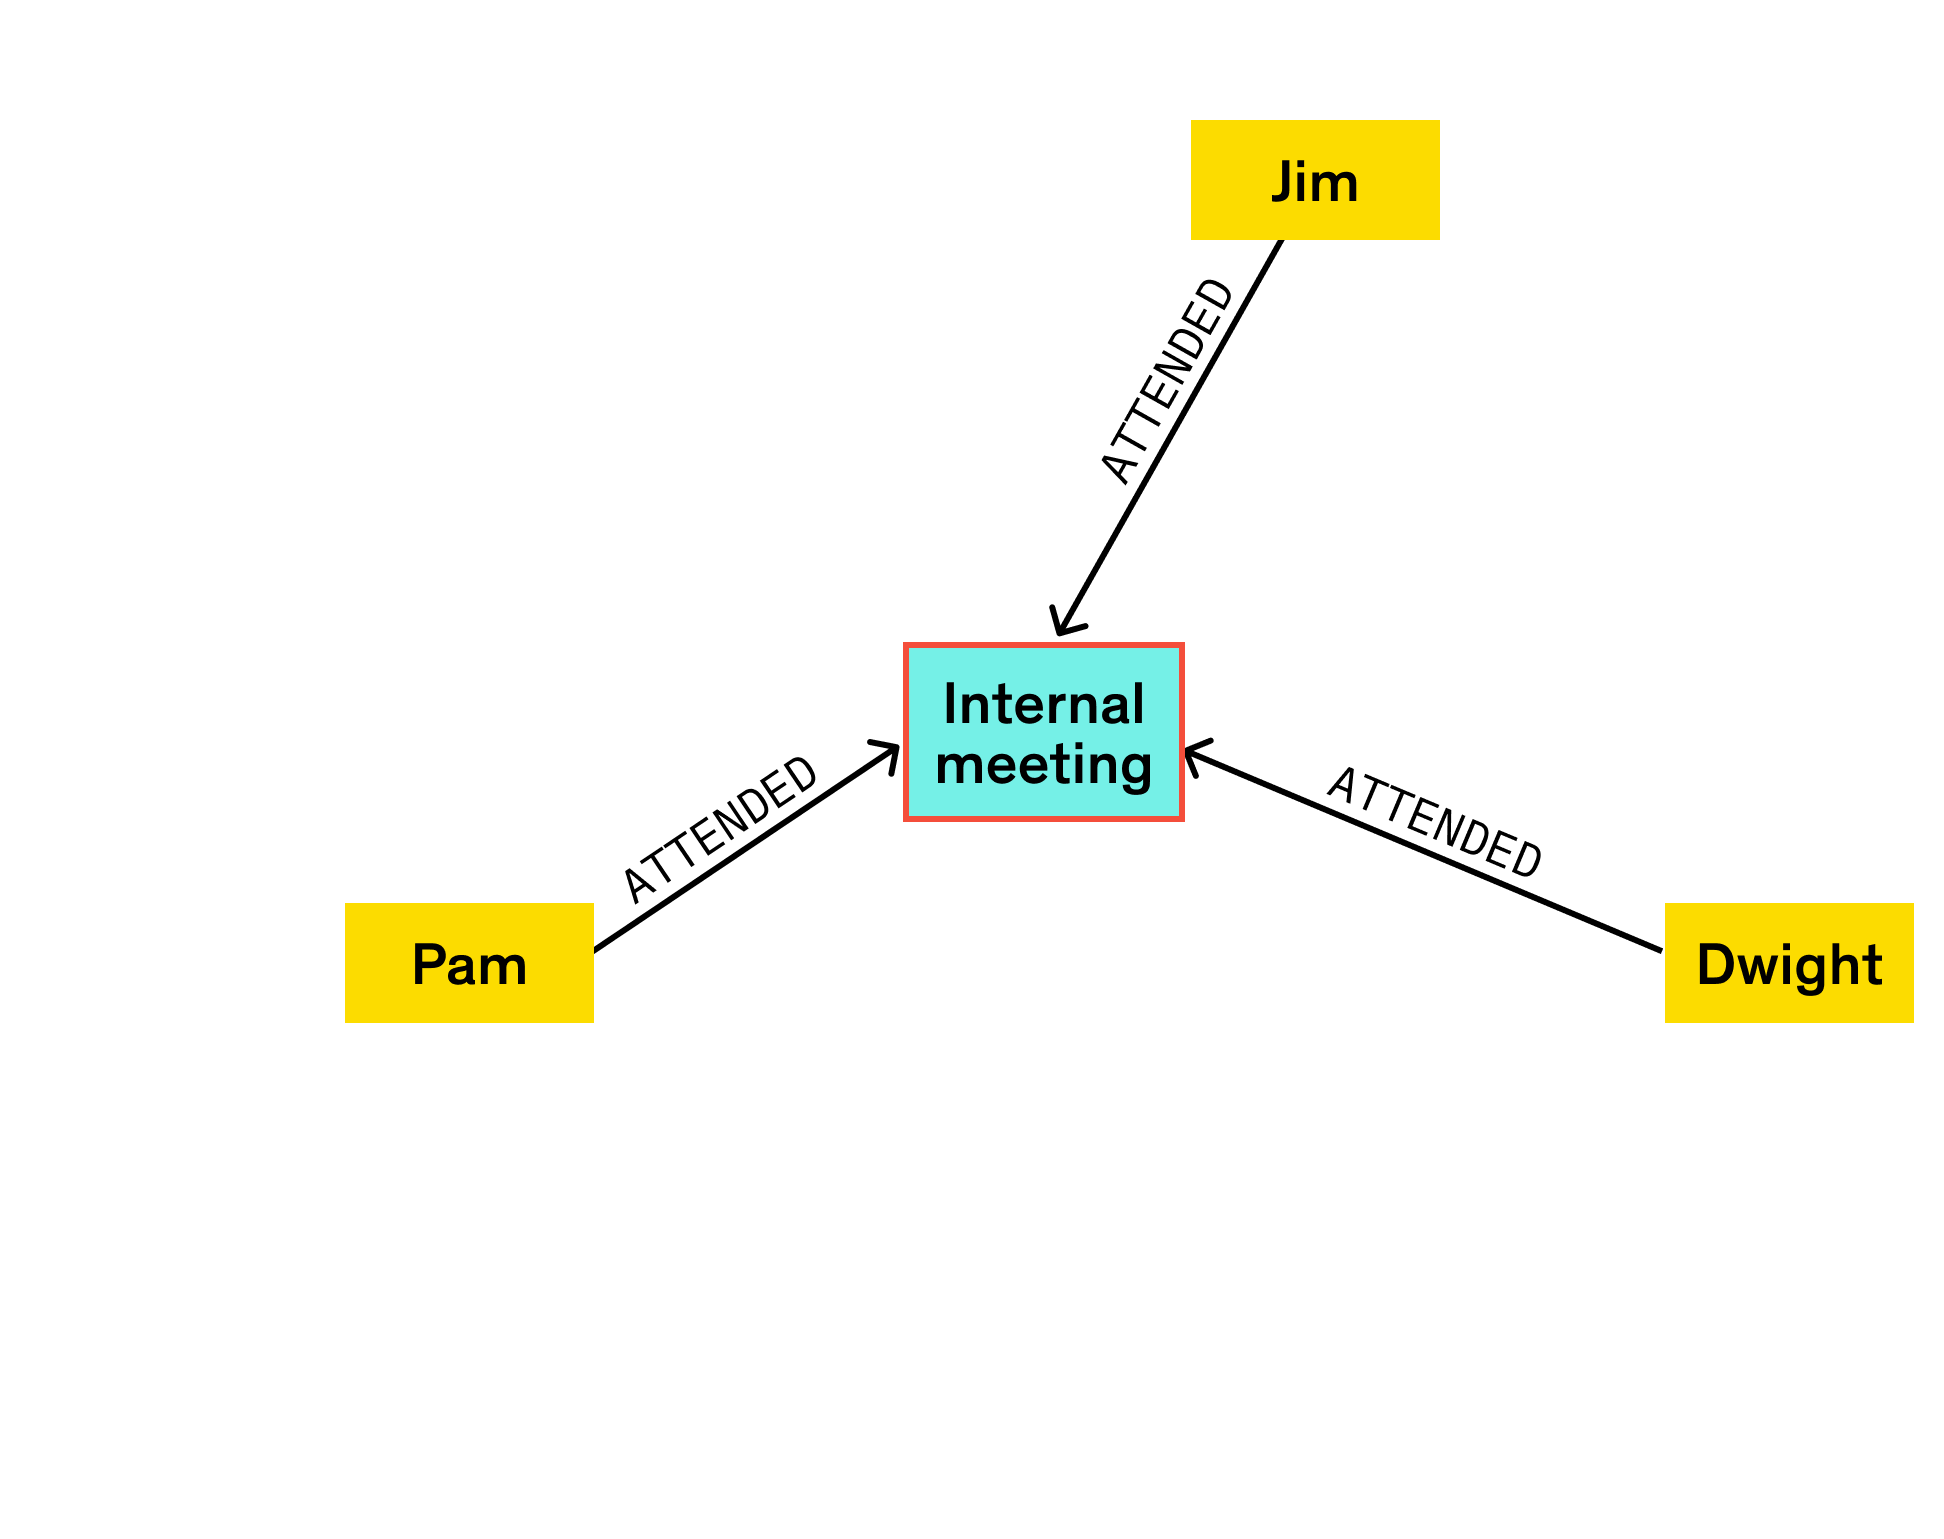 Jim
ATTENDED
Internal
meeting
ATTENDED
ATTENDED
Pam
Dwight